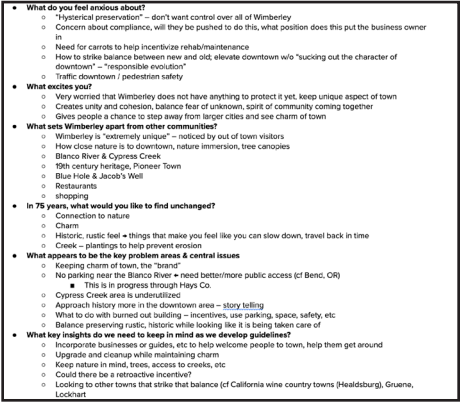 • What do you feel anxious about?
○ "Hysterical preservation" – don't want control over all of Wimberley
○ Concern about compliance, will they be pushed to do this, what position does this put the business owner
in
○ Need for carrots to help incentivize rehab/maintenance
○ How to strike balance between new and old; elevate downtown w/o "sucking out the character of
downtown" – "responsible evolution"
○ Traffic downtown / pedestrian safety
• What excites you?
○ Very worried that Wimberley does not have anything to protect it yet, keep unique aspect of town
○ Creates unity and cohesion, balance fear of unknown, spirit of community coming together
○ Gives people a chance to step away from larger cities and see charm of town
• What sets Wimberley apart from other communities?
○ Wimberley is "extremely unique" – noticed by out of town visitors
○ How close nature is to downtown, nature immersion, tree canopies
○ Blanco River & Cypress Creek
○ 19th century heritage, Pioneer Town
○ Blue Hole & Jacob's Well
○ Restaurants
○ shopping
• In 75 years, what would you like to find unchanged?
○ Connection to nature
○ Charm
○ Historic, rustic feel → things that make you feel like you can slow down, travel back in time
○ Creek – plantings to help prevent erosion
• What appears to be the key problem areas & central issues
○ Keeping charm of town, the "brand"
○ No parking near the Blanco River ← need better/more public access (cf Bend, OR)
■ This is in progress through Hays Co.
○ Cypress Creek area is underutilized
○ Approach history more in the downtown area – story telling
○ What to do with burned out building – incentives, use parking, space, safety, etc
○ Balance preserving rustic, historic while looking like it is being taken care of
• What key insights do we need to keep in mind as we develop guidelines?
○ Incorporate businesses or guides, etc to help welcome people to town, help them get around
○ Upgrade and cleanup while maintaining charm
○ Keep nature in mind, trees, access to creeks, etc
○ Could there be a retroactive incentive?
○ Looking to other towns that strike that balance (cf California wine country towns (Healdsburg), Gruene,
Lockhart